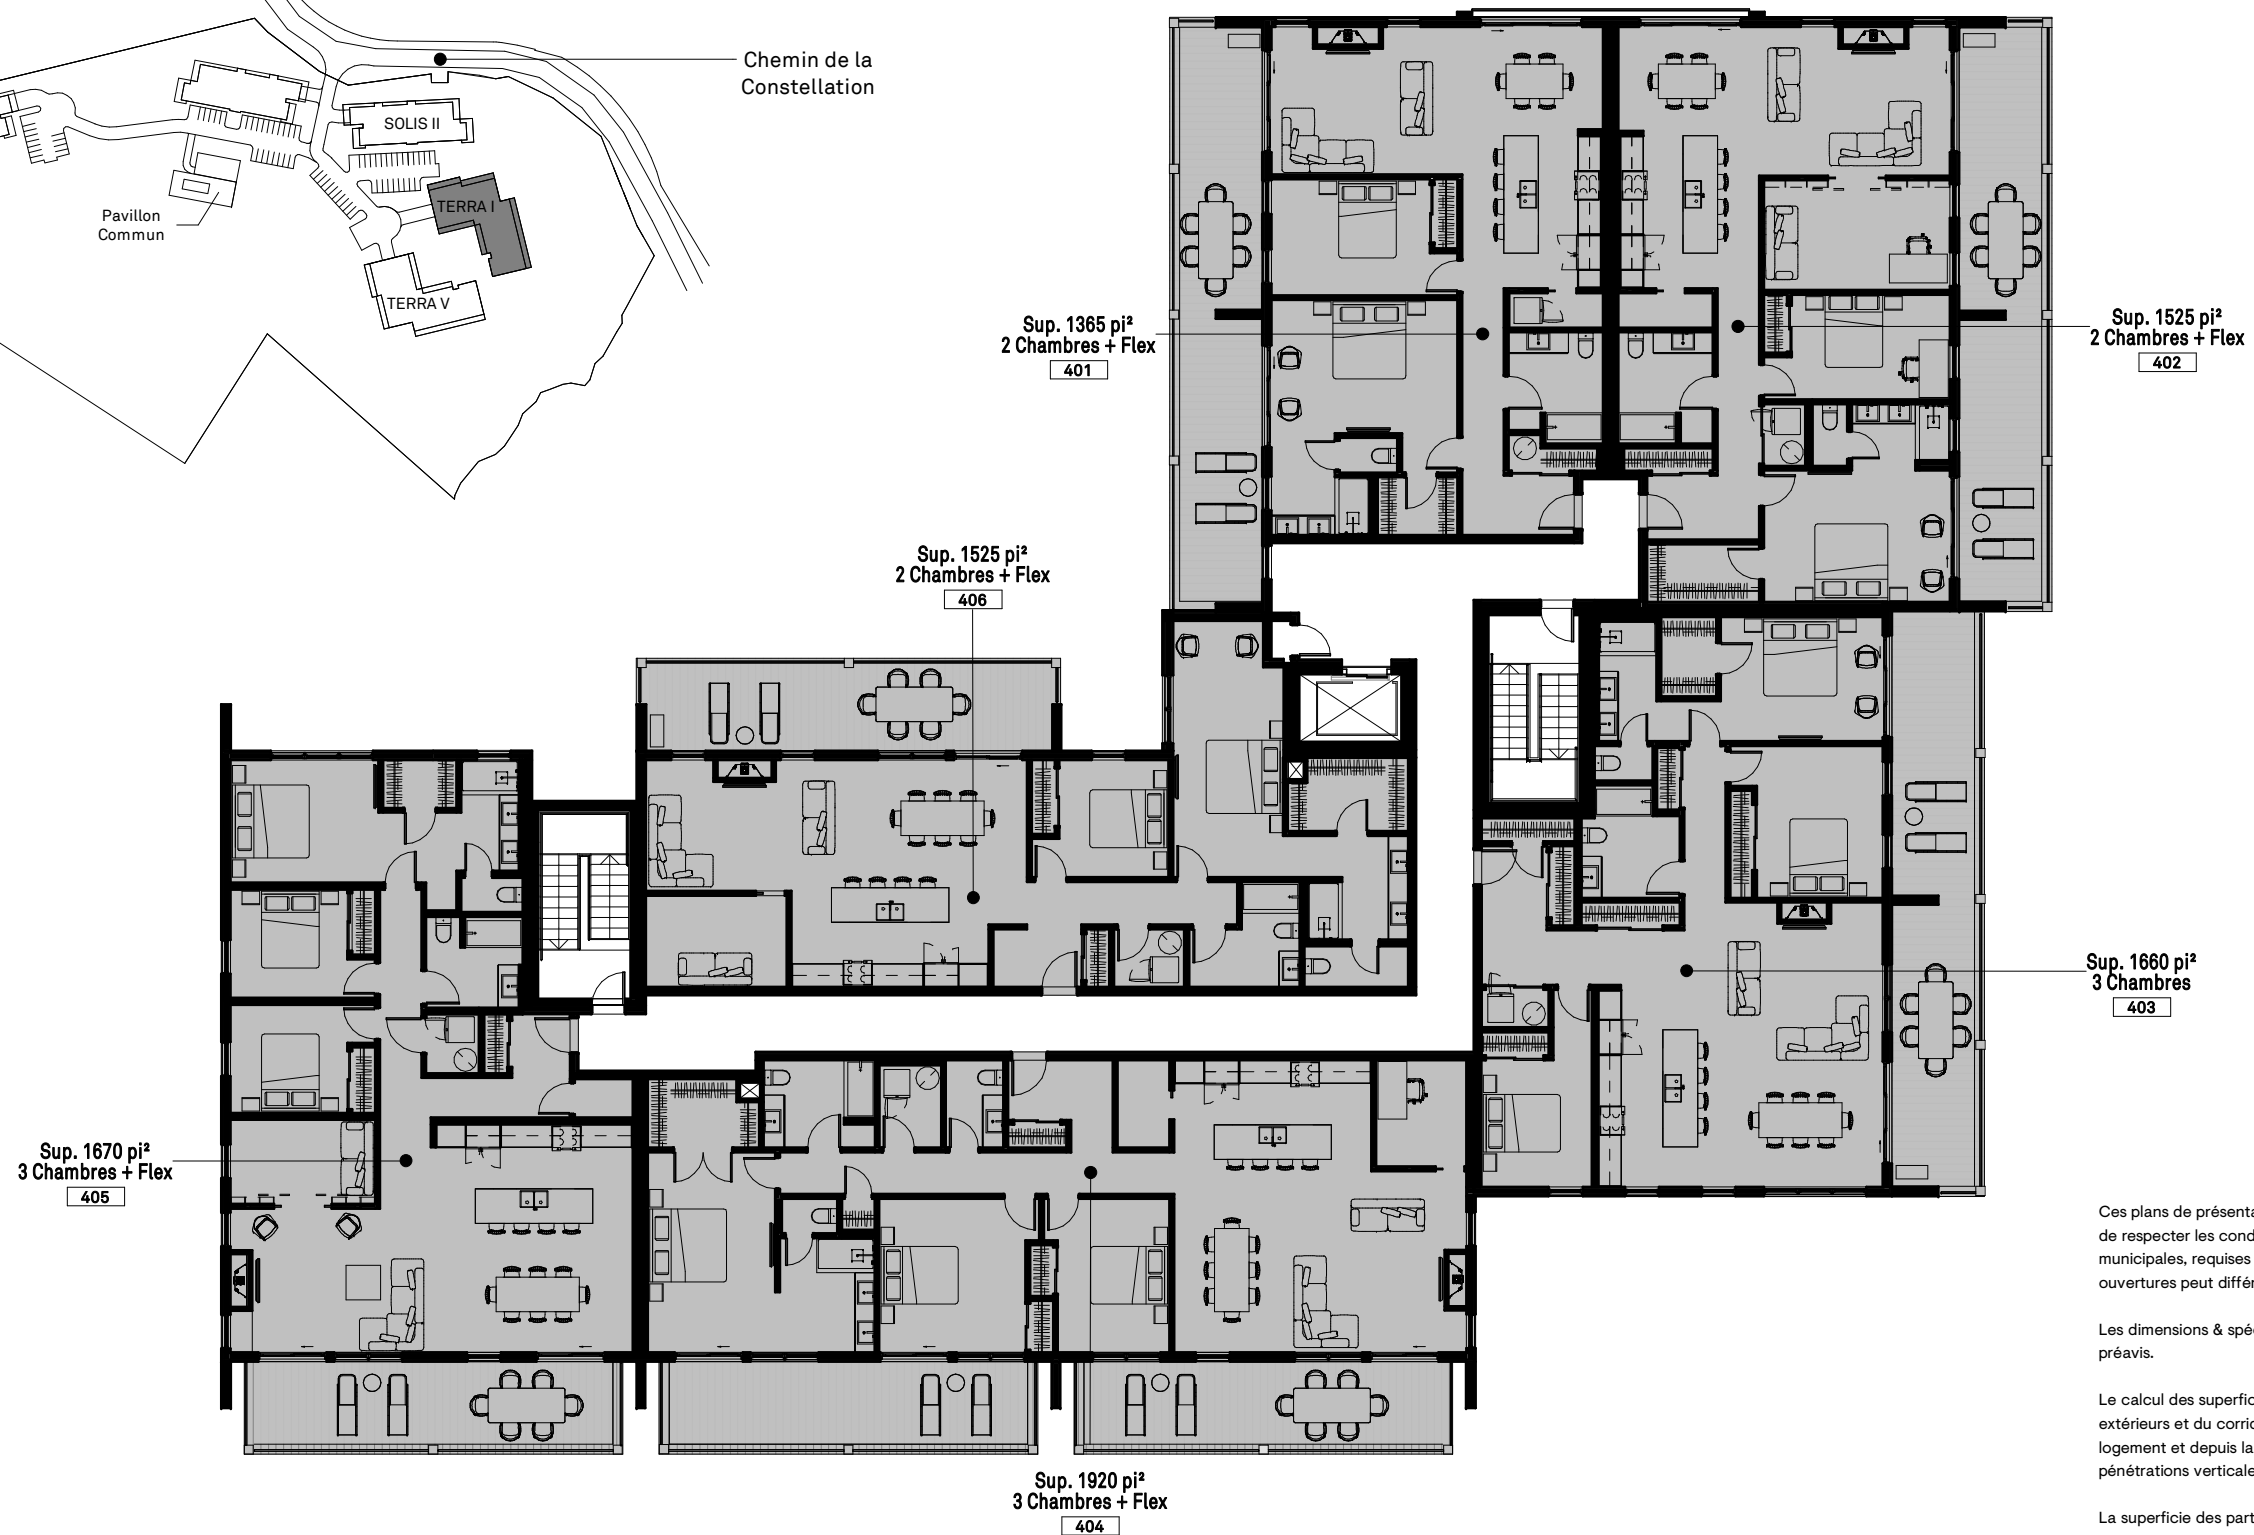 Chemin de la
Constellation
SOLIS II
TERRA I
Pavillon
Commun
TERRA V
Sup. 1365 pi²
2 Chambres + Flex
401
Sup. 1525 pi²
2 Chambres + Flex
402
Sup. 1525 pi²
2 Chambres + Flex
406
Sup. 1660 pi²
3 Chambres
403
Sup. 1670 pi²
3 Chambres + Flex
405
Sup. 1920 pi²
3 Chambres + Flex
404
Ces plans de présenta
de respecter les cond
municipales, requises
ouvertures peut différ
Les dimensions & spé
préavis.
Le calcul des superfic
extérieurs et du corric
logement et depuis la
pénétrations verticale
La superficie des part